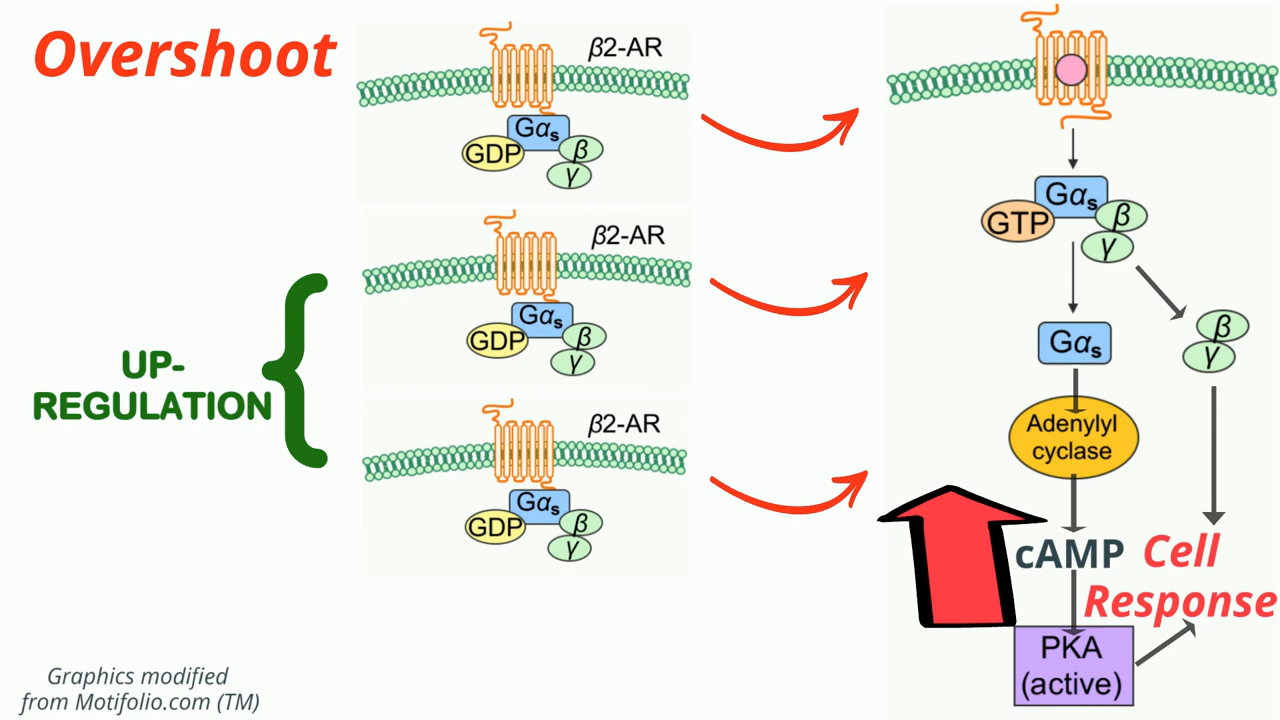 Overshoot
β2-AR
Gαs
GDP
β
γ
β2-AR
Gαs
GDP
β
γ
UP-
REGULATION
β2-AR
Gαs
GDP
β
γ
Gαs
GTP
β
γ
Gαs
β
γ
Adenylyl
cyclase
cAMP
Cell
Response
PKA
(active)
Graphics modified
from Motifolio.com (TM)